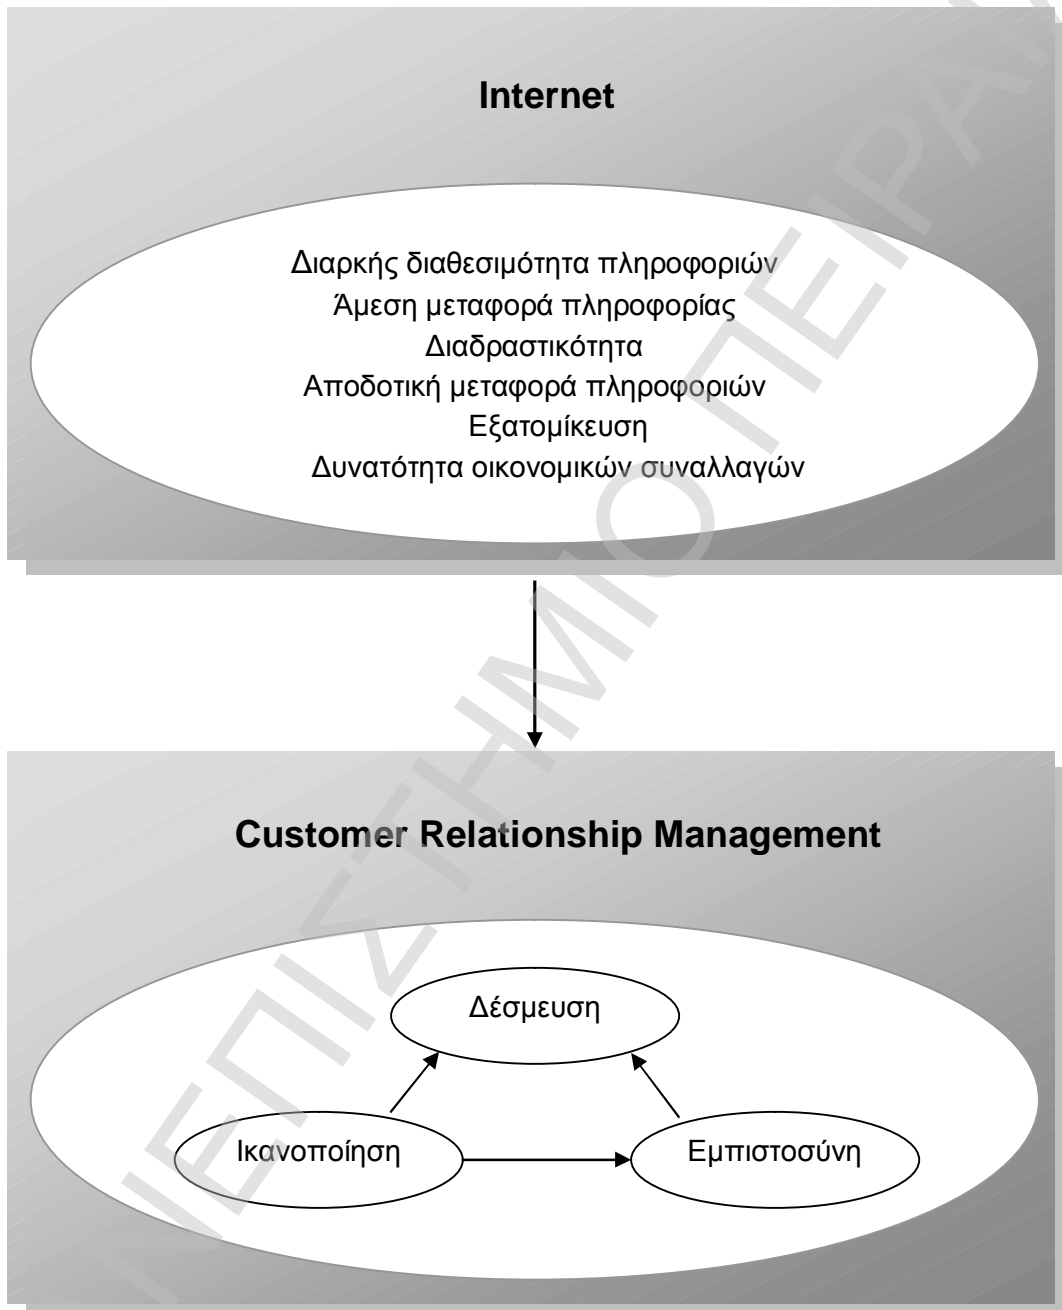 Internet
Διαρκής διαθεσιμότητα πληροφοριών
Άμεση μεταφορά πληροφορίας
Διαδραστικότητα
Αποδοτική μεταφορά πληροφοριών
Εξατομίκευση
Δυνατότητα οικονομικών συναλλαγών
Customer Relationship Management
Δέσμευση
Ικανοποίηση
Εμπιστοσύνη